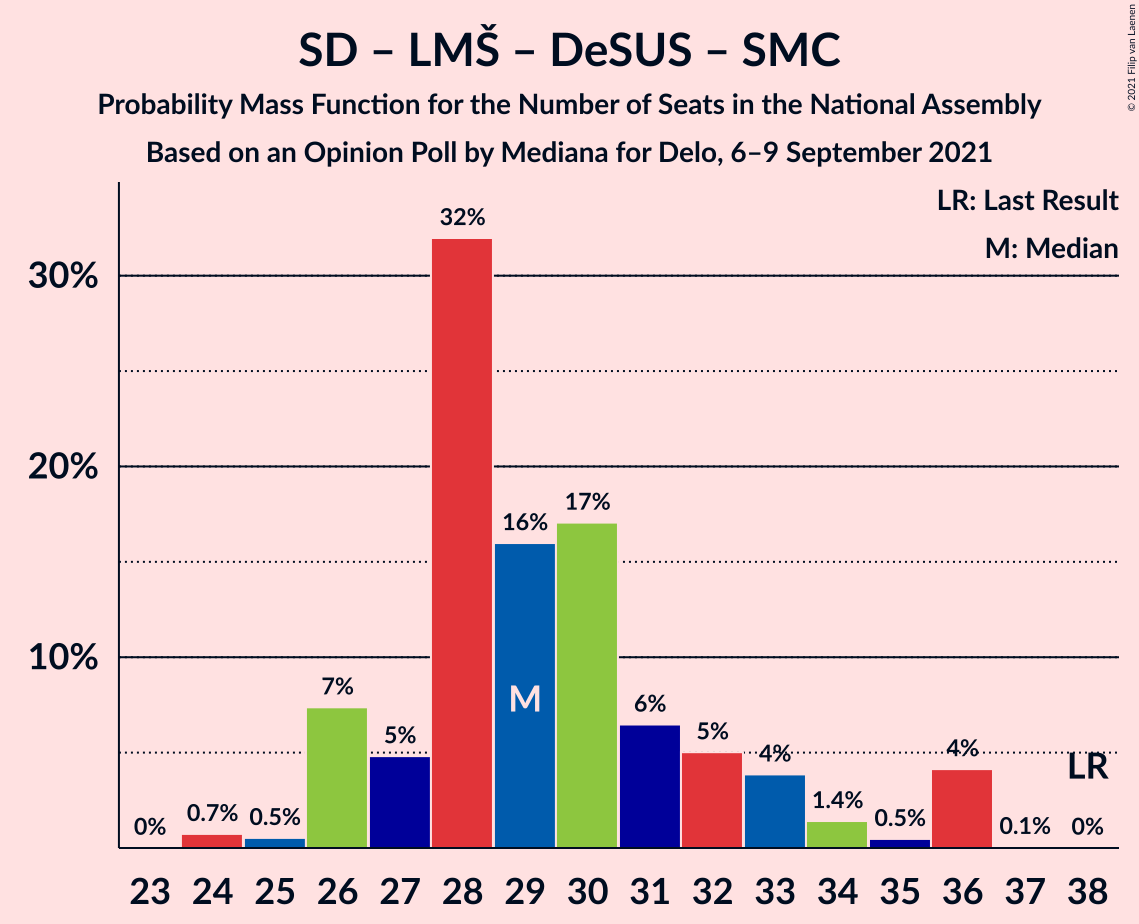 SD – LMŠ – DeSUS – SMC
Probability Mass Function for the Number of Seats in the National Assembly
Based on an Opinion Poll by Mediana for Delo, 6–9 September 2021
© 2021 Filip van Laenen
LR: Last Result
M: Median
30%
20%
10%
0% 0.7% 0.5% 7% 5% 32% 16% 17% 6% 5% 4% 1.4% 0.5% 4% 0.1% 0%
M
LR
23 24 25 26 27 28 29 30 31 32 33 34 35 36 37 38